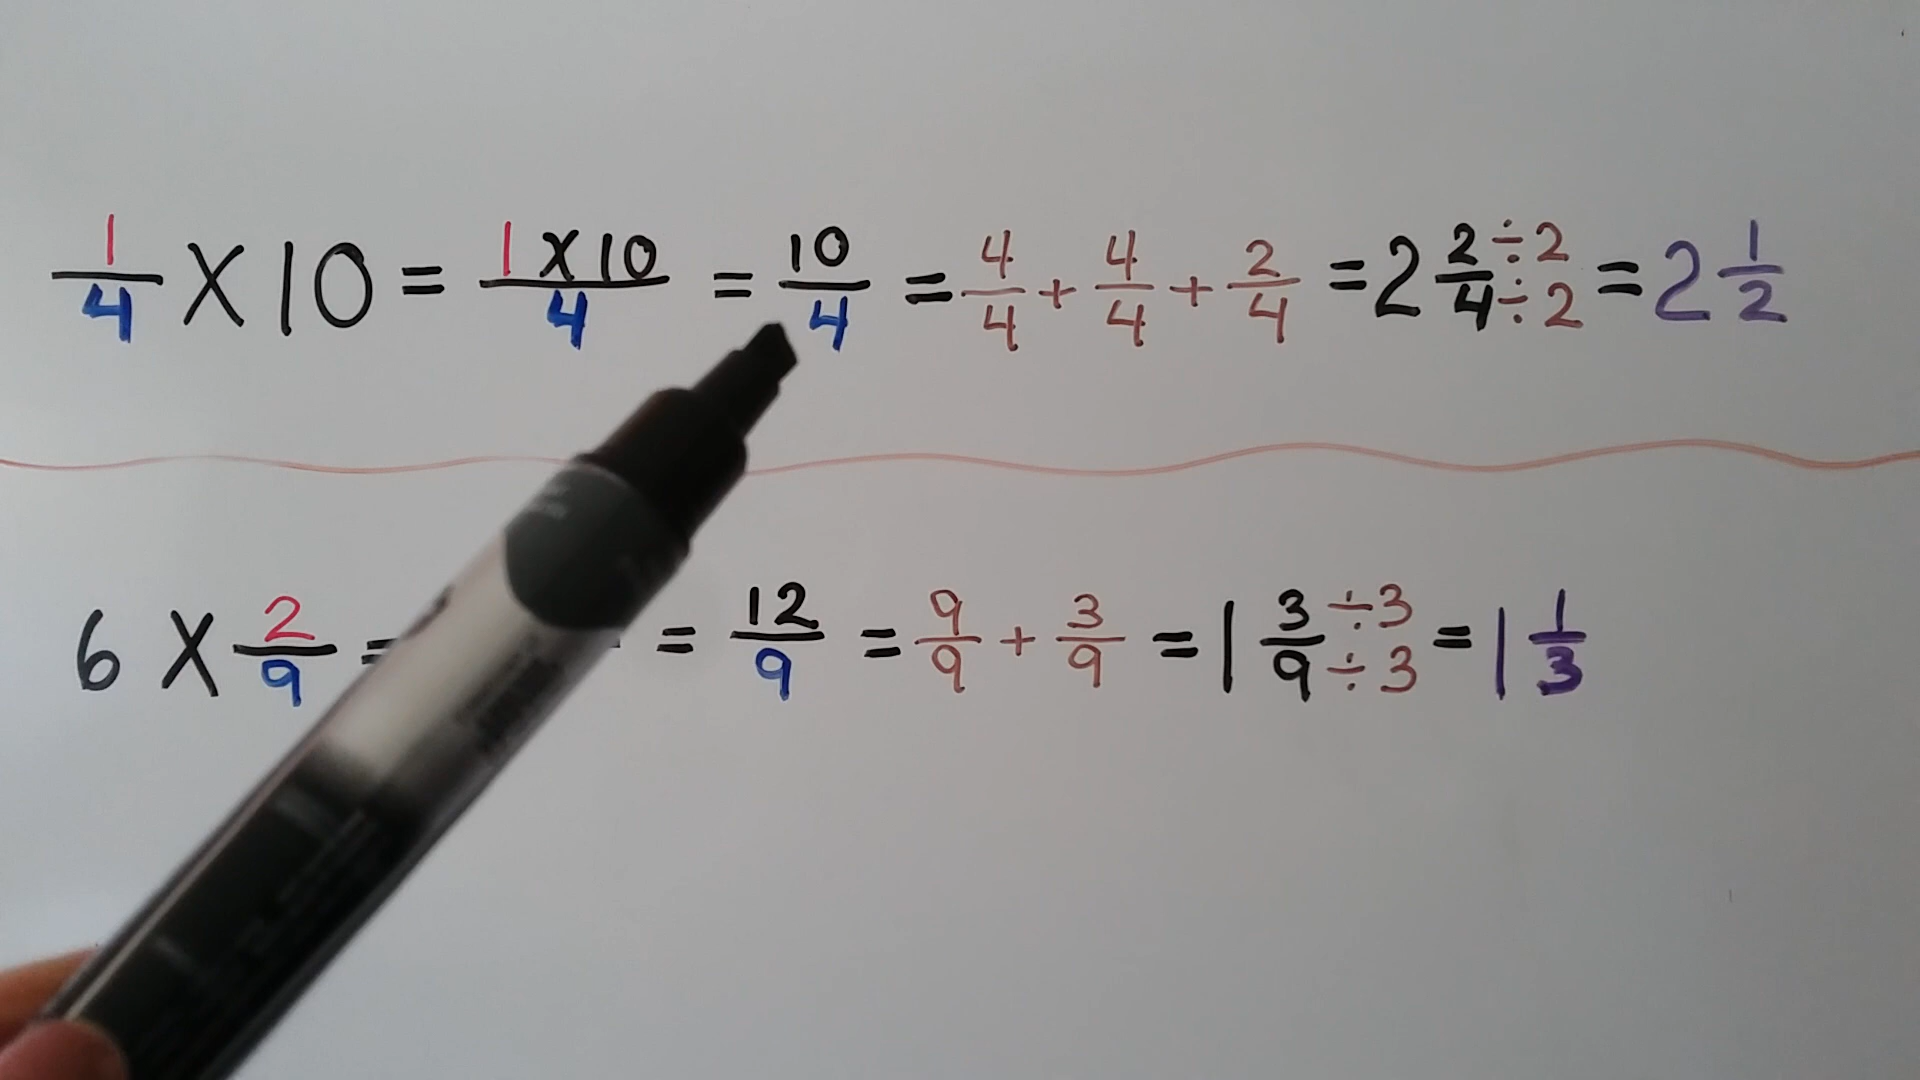 1/4 X 10 = 1 X 10/4 = 10/4 = 4/4 + 4/4 + 2/4 = 2 2/4 ÷2/÷2 = 2 1/2
6 X 2/9 = = 12/9 = 9/9 + 3/9 = 1 3/9 ÷3/÷3 = 1 1/3